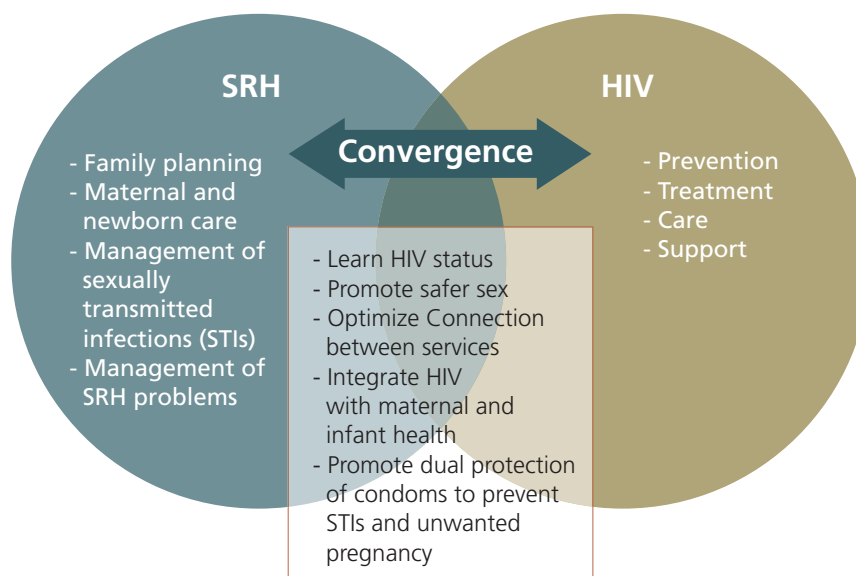 SRH
HIV
Convergence
- Family planning
- Maternal and
newborn care
- Management of
sexually
transmitted
infections (STIs)
- Management of
SRH problems
- Prevention
- Treatment
- Care
- Support
- Learn HIV status
- Promote safer sex
- Optimize Connection
between services
- Integrate HIV
with maternal and
infant health
- Promote dual protection
of condoms to prevent
STIs and unwanted
pregnancy